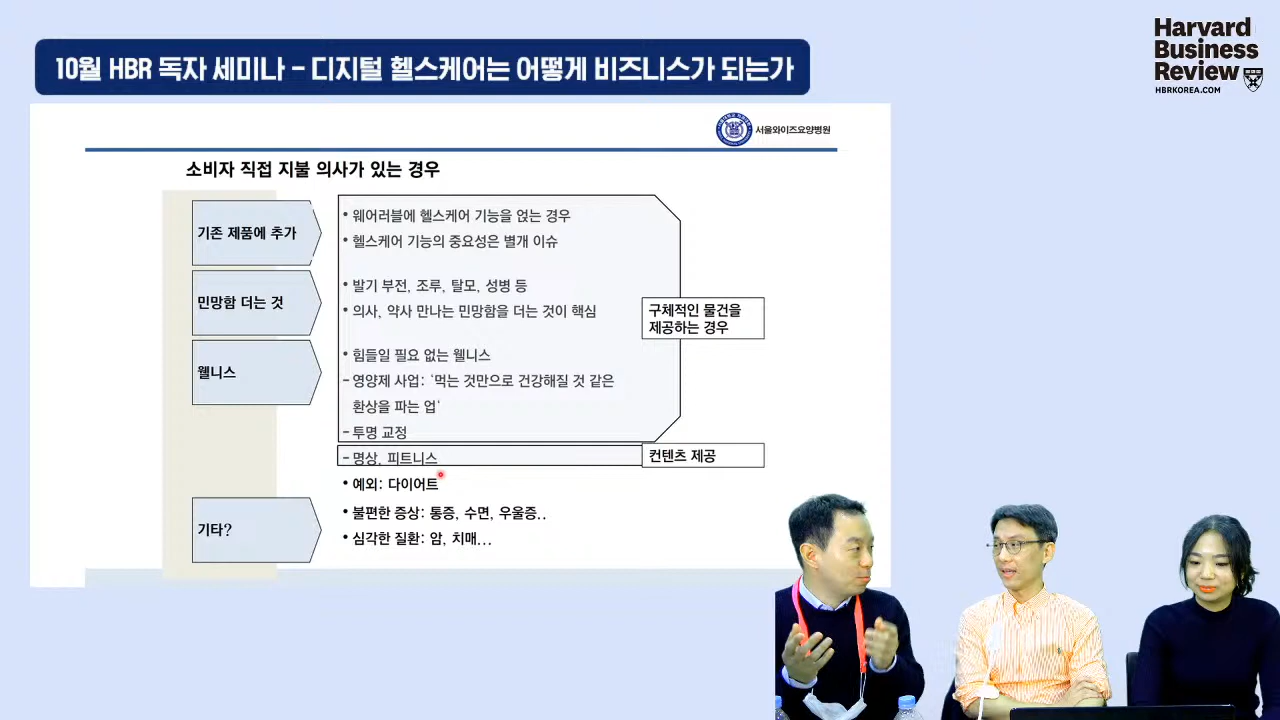 Harvard
Business
Review
HBRKOREA.COM
10월 HBR 독자 세미나 - 디지털 헬스케어는 어떻게 비즈니스가 되는가
서울와이즈요양병원
소비자 직접 지불 의사가 있는 경우
기존 제품에 추가
• 웨어러블에 헬스케어 기능을 얹는 경우
• 헬스케어 기능의 중요성은 별개 이슈
민망함 더는 것
• 발기 부전, 조루, 탈모, 성병 등
• 의사, 약사 만나는 민망함을 더는 것이 핵심
구체적인 물건을
제공하는 경우
웰니스
• 힘들일 필요 없는 웰니스
- 영양제 사업: '먹는 것만으로 건강해질 것 같은
환상을 파는 업'
- 투명 교정
- 명상, 피트니스
컨텐츠 제공
• 예외: 다이어트
기타?
• 불편한 증상: 통증, 수면, 우울증..
• 심각한 질환: 암, 치매...